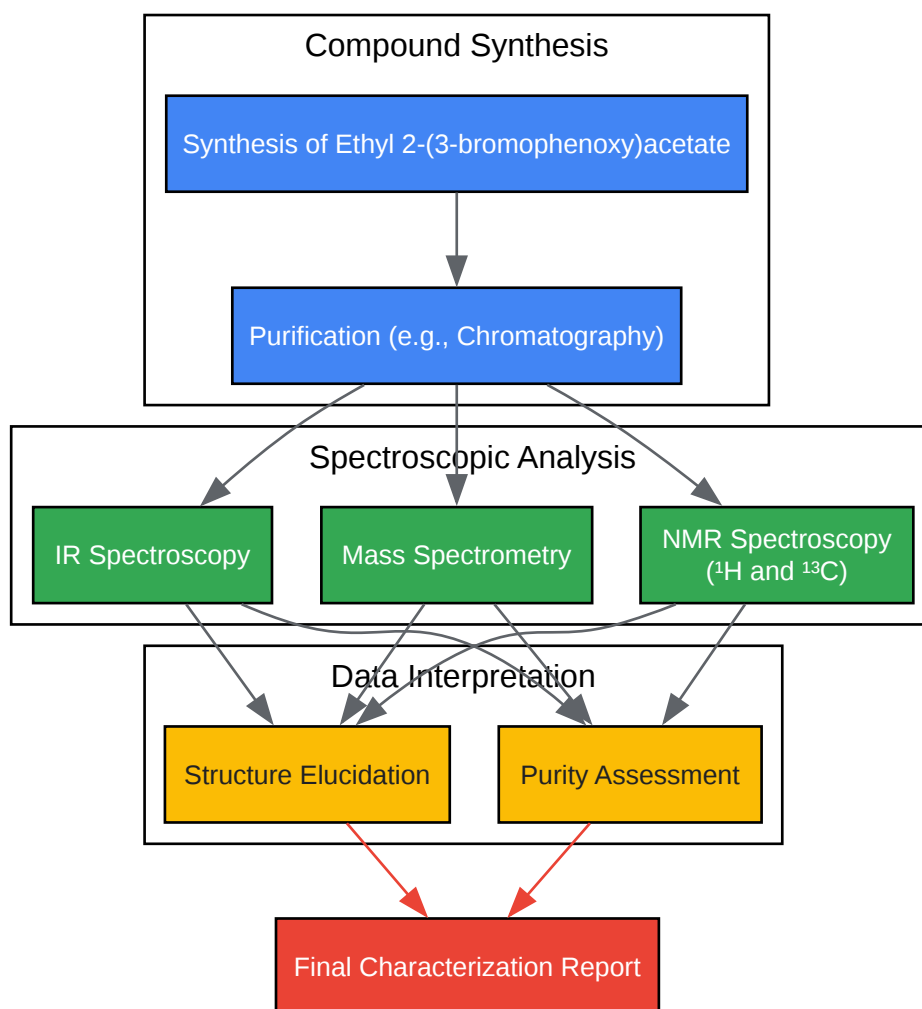 Compound Synthesis
Synthesis of Ethyl 2-(3-bromophenoxy)acetate
Purification (e.g., Chromatography)
Spectroscopic Analysis
IR Spectroscopy
Mass Spectrometry
NMR Spectroscopy
(¹H and ¹³C)
Data Interpretation
Structure Elucidation
Purity Assessment
Final Characterization Report